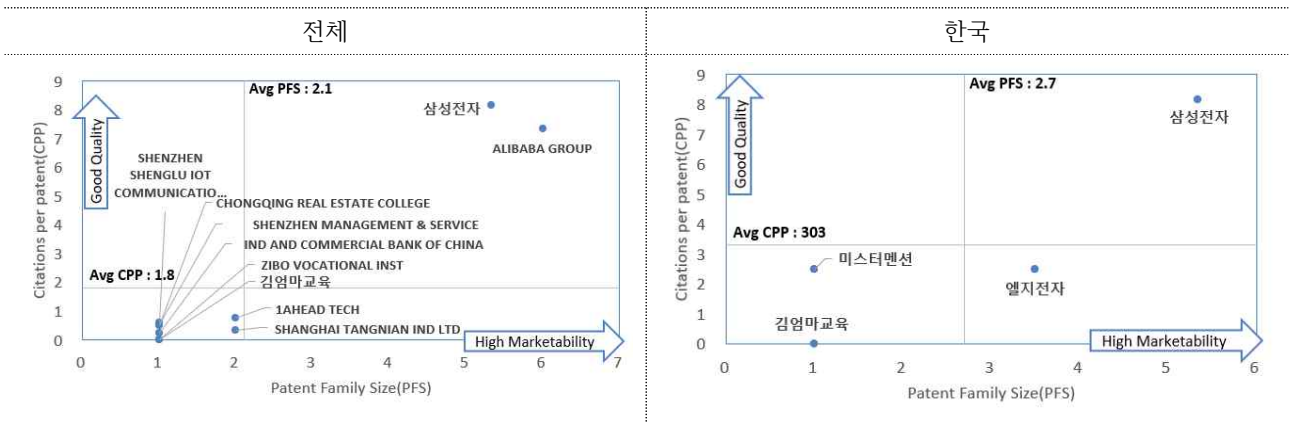 전체
한국
9
8
7
6
5
4
3
2
1
0
Citations per patent(CPP)
Good Quality
Avg PFS : 2.1
삼성전자
ALIBABA GROUP
SHENZHEN
SHENGLU IOT
COMMUNICATIO...
CHONGQING REAL ESTATE COLLEGE
SHENZHEN MANAGEMENT & SERVICE
IND AND COMMERCIAL BANK OF CHINA
ZIBO VOCATIONAL INST
김엄마교육
Avg CPP : 1.8
1AHEAD TECH
SHANGHAI TANGNIAN IND LTD
High Marketability
0 1 2 3 4 5 6 7
Patent Family Size(PFS)
9
8
7
6
5
4
3
2
1
0
Citations per patent(CPP)
Good Quality
Avg PFS : 2.7
삼성전자
Avg CPP : 303
미스터멘션
엘지전자
김엄마교육
High Marketability
0 1 2 3 4 5 6
Patent Family Size(PFS)